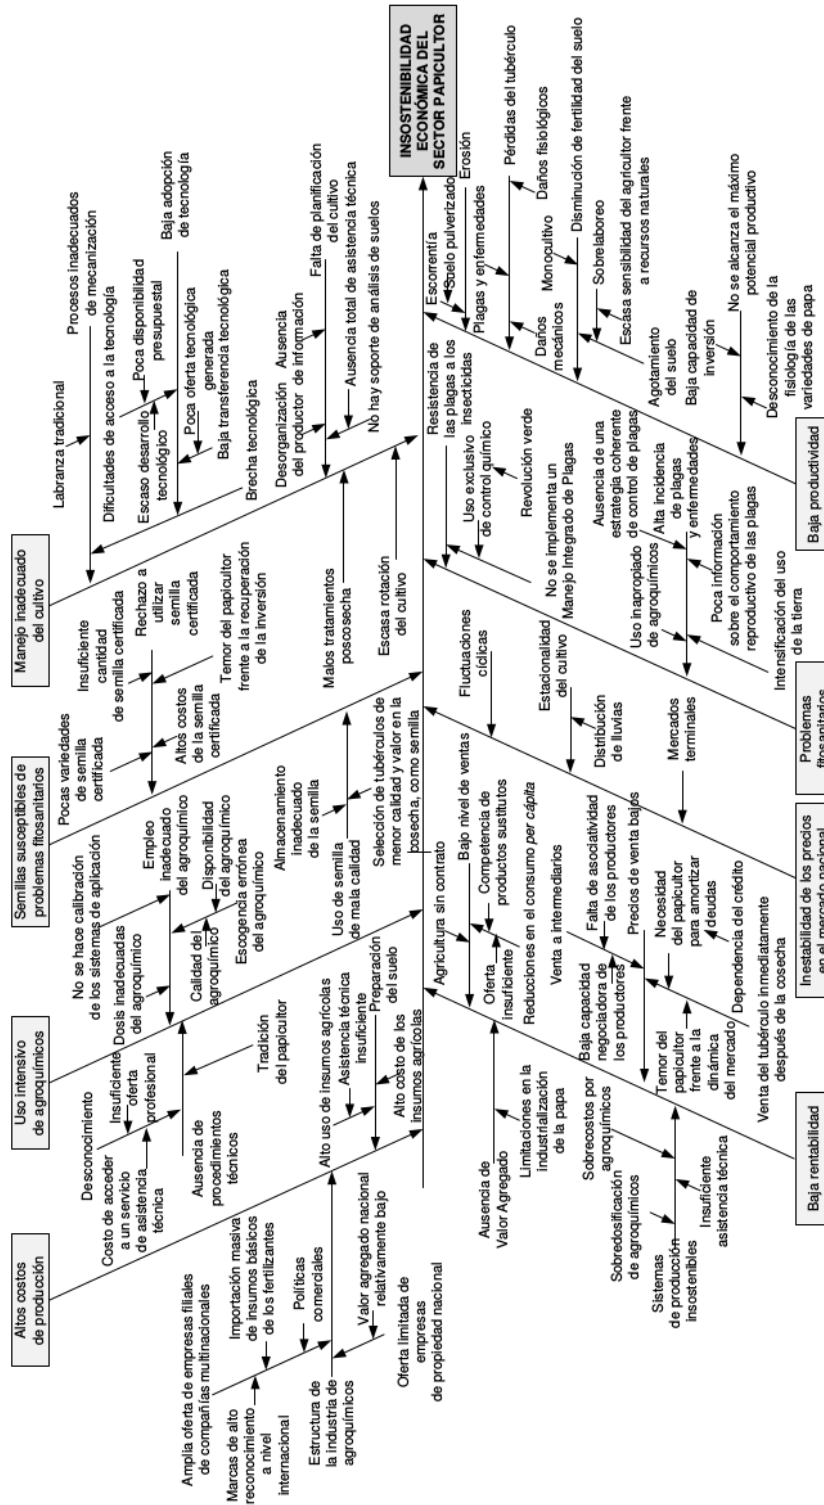 Altos costos
de producción
Uso intensivo
de agroquímicos
Semillas susceptibles de
problemas fitosanitarios
Manejo inadecuado
del cultivo
Amplia oferta de empresas filiales
de compañías multinacionales
Marcas de alto
reconocimiento
a nivel
internacional
Importación masiva
de insumos básicos
de los fertilizantes
Políticas
comerciales
Estructura de
la industria de
agroquímicos
Valor agregado nacional
relativamente bajo
Oferta limitada de
empresas
de propiedad nacional
Alto uso de insumos agrícolas
Asistencia técnica
insuficiente
Preparación
del suelo
Alto costo de los
insumos agrícolas
Desconocimiento
Costo de acceder
a un servicio
de asistencia
técnica
Insuficiente
oferta
profesional
Ausencia de
procedimientos
técnicos
Tradición
del papicultor
No se hace calibración
de los sistemas de aplicación
Dosis inadecuadas
del agroquímico
Empleo
inadecuado
del agroquímico
Calidad del
agroquímico
Disponibilidad
del agroquímico
Escogencia errónea
del agroquímico
Agricultura sin contrato
Pocas variedades
de semilla
certificada
Insuficiente
cantidad
de semilla certificada
Rechazo a
utilizar
semilla
certificada
Altos costos
de la semilla
certificada
Temor del papicultor
frente a la recuperación
de la inversión
Almacenamiento
inadecuado
de la semilla
Uso de semilla
de mala calidad
Selección de tubérculos de
menor calidad y valor en la
cosecha, como semilla
Labranza tradicional
Procesos inadecuados
de mecanización
Dificultades de acceso a la tecnología
Poca disponibilidad
presupuestal
Escaso desarrollo
tecnológico
Baja adopción
de tecnología
Poca oferta tecnológica
generada
Baja transferencia tecnológica
Brecha tecnológica
Desorganización
del productor
Ausencia
de información
Falta de planificación
del cultivo
Ausencia total de asistencia técnica
No hay soporte de análisis de suelos
Malos tratamientos
poscosecha
Escasa rotación
del cultivo
INSOSTENIBILIDAD
ECONÓMICA DEL
SECTOR PAPICULTOR
Ausencia de
Valor Agregado
Limitaciones en la
industrialización
de la papa
Bajo nivel de ventas
Competencia de
productos sustitutos
Oferta
insuficiente
Reducciones en el consumo per cápita
Venta a intermediarios
Falta de asociatividad
de los productores
Baja capacidad
negociadora de
los productores
Precios de venta bajos
Necesidad
del papicultor
para amortizar
deudas
Temor del
papicultor
frente a la
dinámica
del mercado
Dependencia del crédito
Venta del tubérculo inmediatamente
después de la cosecha
Sobrecostos por
agroquímicos
Sobredosificación
de agroquímicos
Sistemas
de producción
insostenibles
Insuficiente
asistencia técnica
Baja rentabilidad
Fluctuaciones
cíclicas
Estacionalidad
del cultivo
Distribución
de lluvias
Mercados
terminales
Inestabilidad de los precios
en el mercado nacional
Resistencia de
las plagas a los
insecticidas
Uso exclusivo
de control químico
Revolución verde
No se implementa un
Manejo Integrado de Plagas
Ausencia de una
estrategia coherente
de control de plagas
Uso inapropiado
de agroquímicos
Alta incidencia
de plagas
y enfermedades
Poca Información
sobre el comportamiento
reproductivo de las plagas
Intensificación del uso
de la tierra
Problemas
fitosanitarios
Escorrentía
Suelo pulverizado
Erosión
Plagas y enfermedades
Pérdidas del tubérculo
Daños
mecánicos
Daños fisiológicos
Monocultivo
Disminución de fertilidad del suelo
Sobrelaboreo
Escasa sensibilidad del agricultor frente
a recursos naturales
Agotamiento
del suelo
Baja capacidad de
inversión
No se alcanza el máximo
potencial productivo
Desconocimiento de la
fisiología de las
variedades de papa
Baja productividad